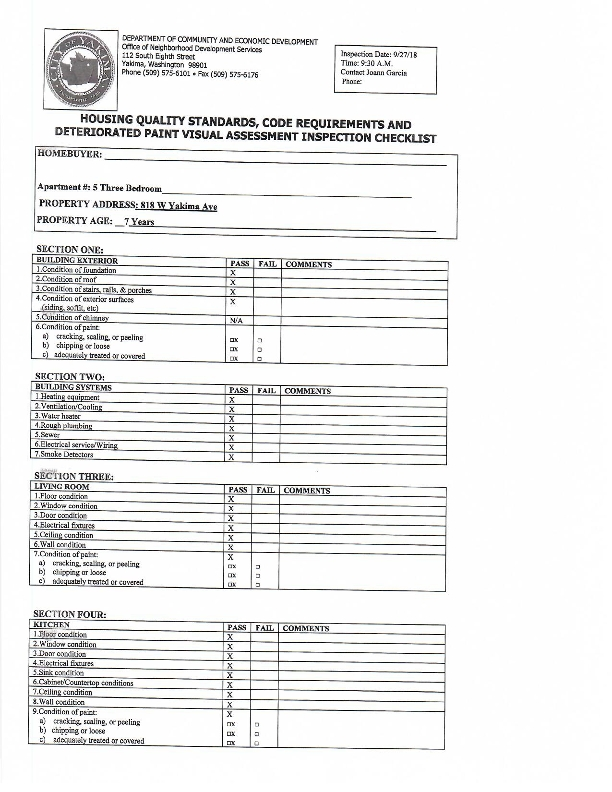 CITY OF YAKIMA
DEPARTMENT OF COMMUNITY AND ECONOMIC DEVELOPMENT
Office of Neighborhood Development Services
112 South Eighth Street
Yakima, Washington 98901
Phone (509) 575-6101 • Fax (509) 575-6176
Inspection Date: 9/27/18
Time: 9:30 A.M.
Contact Joann Garcia
Phone:
HOUSING QUALITY STANDARDS, CODE REQUIREMENTS AND
DETERIORATED PAINT VISUAL ASSESSMENT INSPECTION CHECKLIST
HOMEBUYER:
Apartment #: 5 Three Bedroom
PROPERTY ADDRESS: 818 W Yakima Ave
PROPERTY AGE: 7 Years
SECTION ONE:
BUILDING EXTERIOR PASS FAIL COMMENTS
1.Condition of foundation X
2.Condition of roof X
3.Condition of stairs, rails, & porches X
4.Condition of exterior surfaces X
(siding, soffit, etc)
5.Condition of chimney N/A
6.Condition of paint:
a) cracking, scaling, or peeling □X □
b) chipping or loose □X □
c) adequately treated or covered □X □
SECTION TWO:
BUILDING SYSTEMS PASS FAIL COMMENTS
1.Heating equipment X
2.Ventilation/Cooling X
3.Water heater X
4.Rough plumbing X
5.Sewer X
6.Electrical service/Wiring X
7.Smoke Detectors X
SECTION THREE:
LIVING ROOM PASS FAIL COMMENTS
1.Floor condition X
2.Window condition X
3.Door condition X
4.Electrical fixtures X
5.Ceiling condition X
6.Wall condition X
7.Condition of paint: X
a) cracking, scaling, or peeling □X □
b) chipping or loose □X □
c) adequately treated or covered □X □
SECTION FOUR:
KITCHEN PASS FAIL COMMENTS
1.Floor condition X
2.Window condition X
3.Door condition X
4.Electrical fixtures X
5.Sink condition X
6.Cabinet/Countertop conditions X
7.Ceiling condition X
8.Wall condition X
9.Condition of paint: X
a) cracking, scaling, or peeling □X □
b) chipping or loose □X □
c) adequately treated or covered □X □